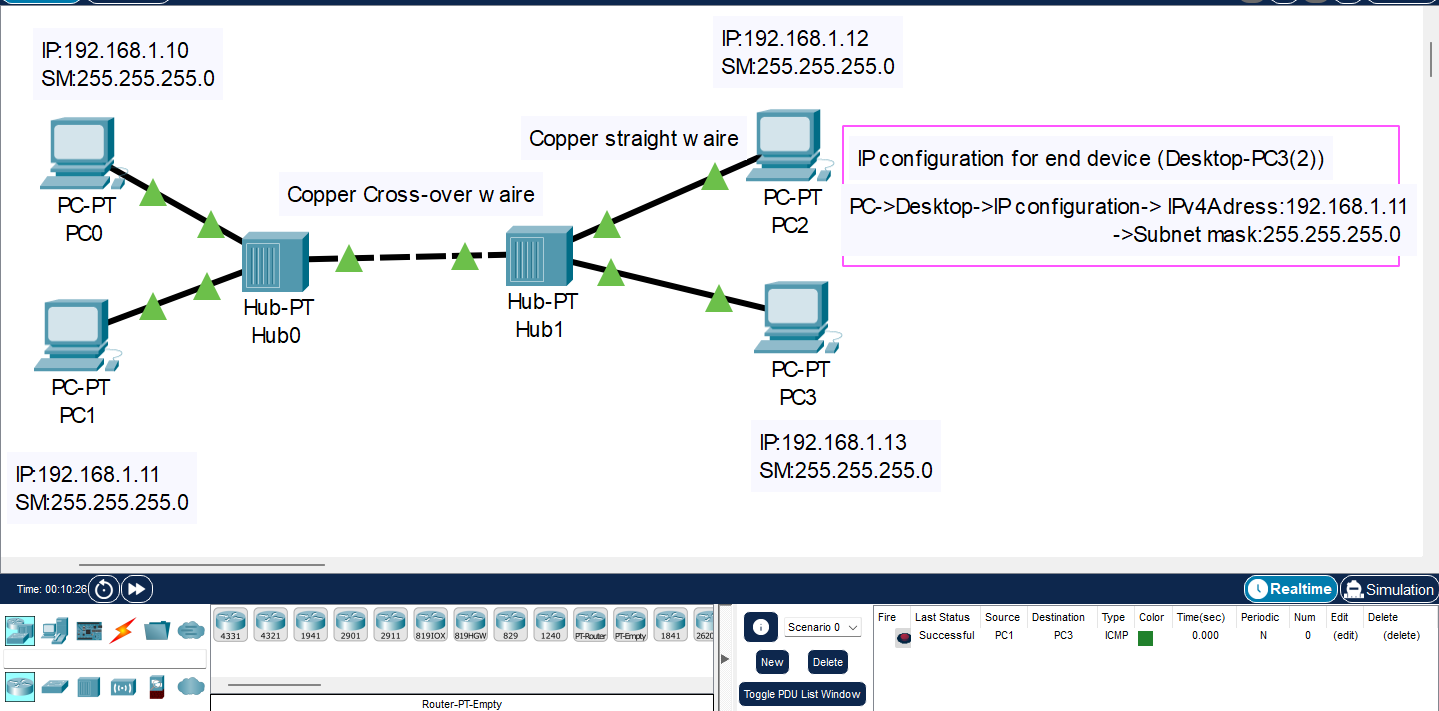 IP:192.168.1.10
SM:255.255.255.0
IP:192.168.1.12
SM:255.255.255.0
Copper straight w aire
IP configuration for end device (Desktop-PC3(2))
PC-PT
PC0
Copper Cross-over w aire
PC-PT
PC2
PC->Desktop->IP configuration-> IPv4Adress:192.168.1.11
->Subnet mask:255.255.255.0
Hub-PT
Hub0
Hub-PT
Hub1
PC-PT
PC1
PC-PT
PC3
IP:192.168.1.11
SM:255.255.255.0
IP:192.168.1.13
SM:255.255.255.0
Time: 00:10:26
Realtime
Simulation
4331 4321 1941 2901 2911 819IOX 819HGW 829 1240 PT-Router PT-Empty 1841 2620
Router-PT-Empty
Scenario 0
New
Delete
Toggle PDU List Window
Fire Last Status Source Destination Type Color Time(sec) Periodic Num Edit Delete
Successful PC1 PC3 ICMP 0.000 N 0 (edit) (delete)